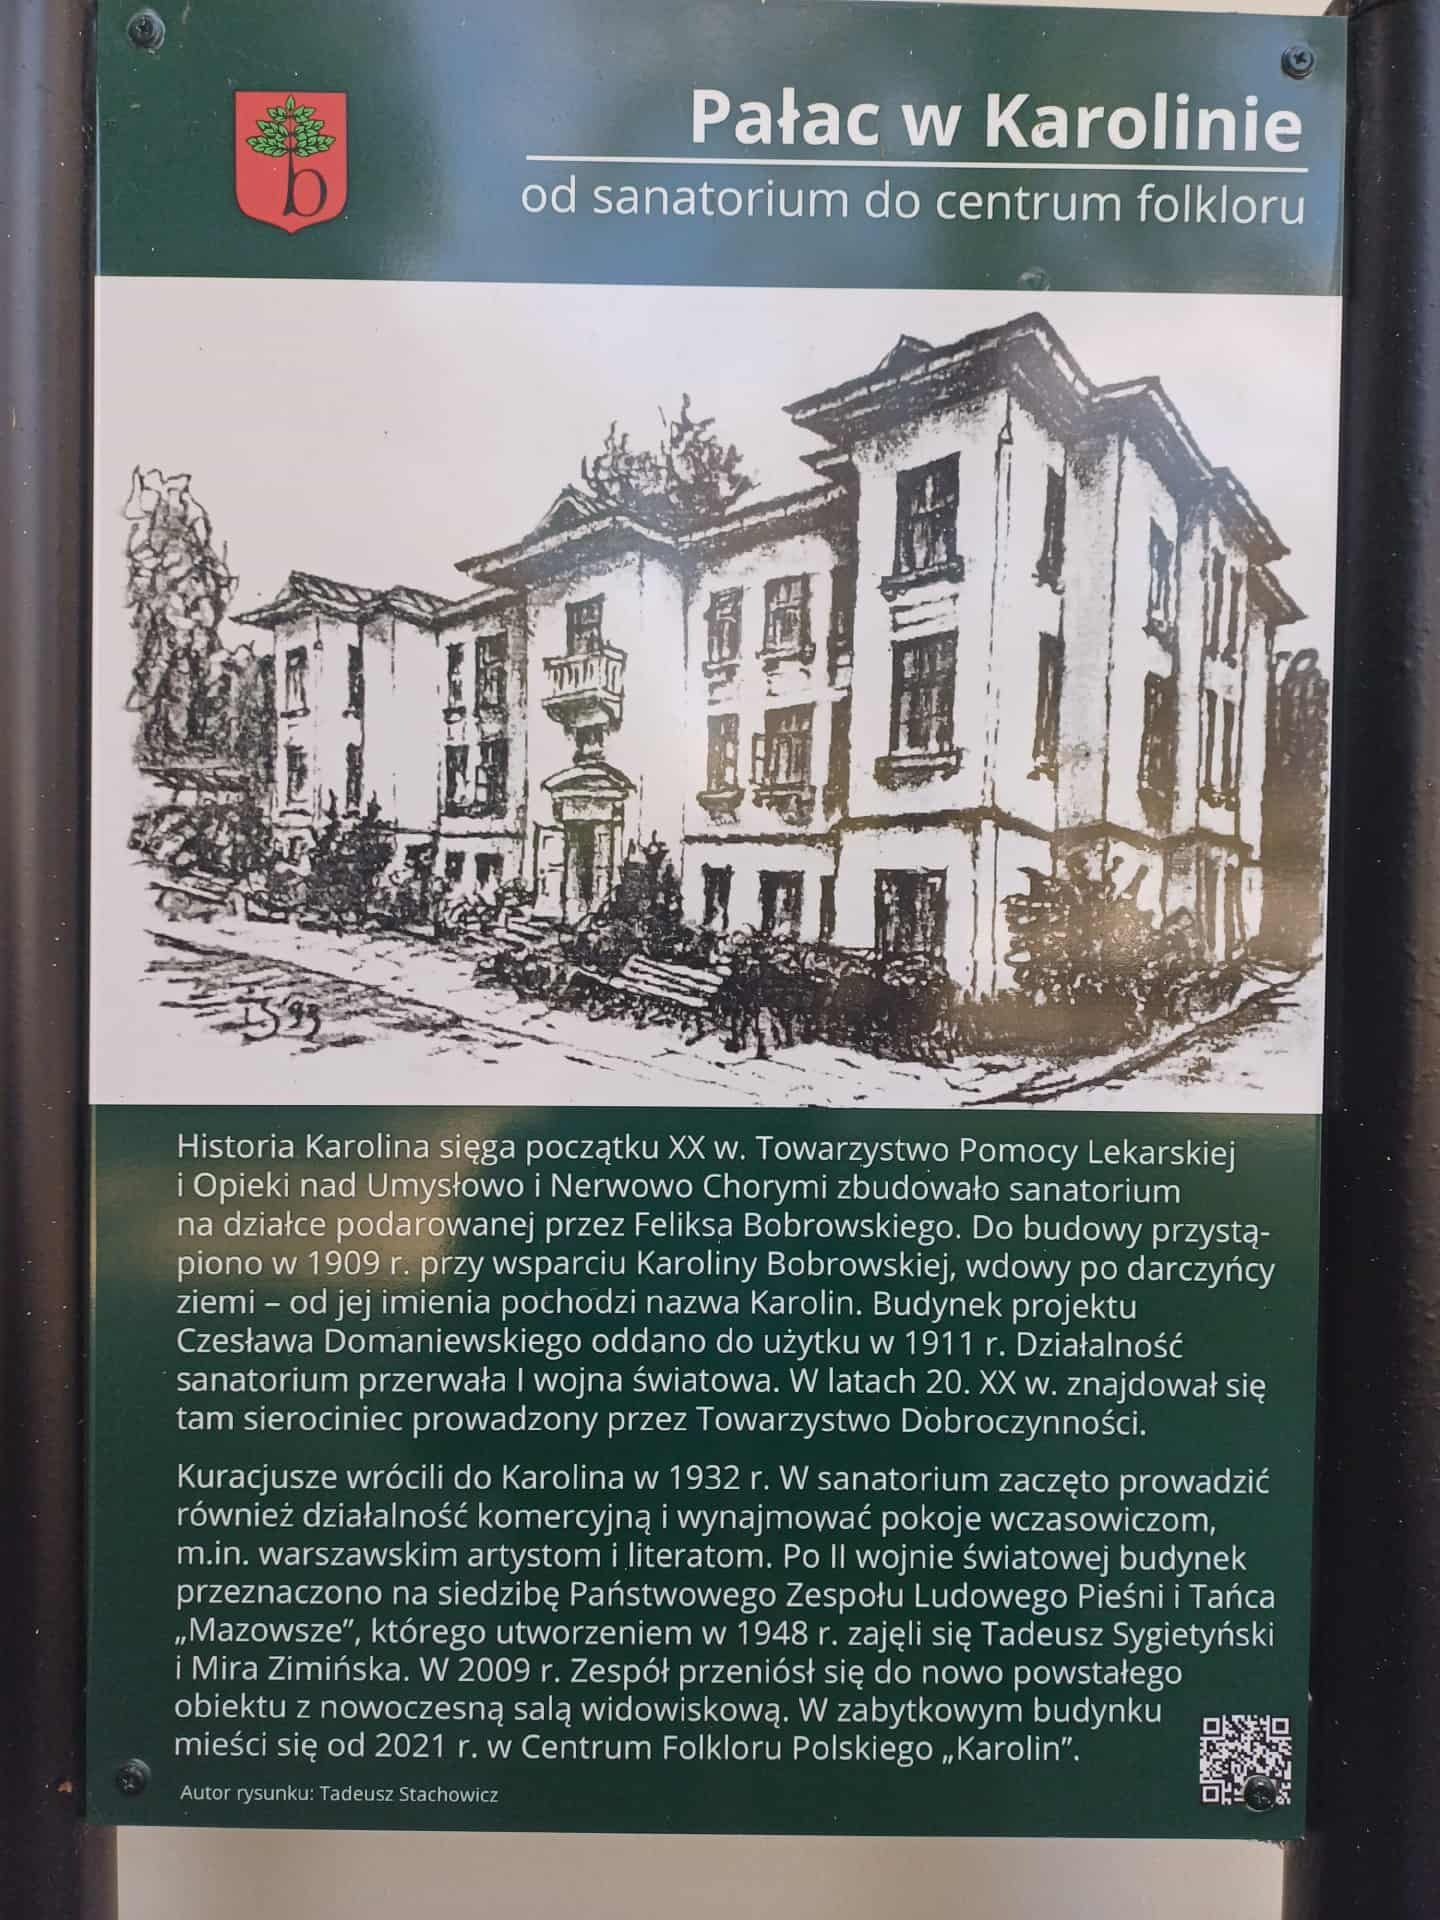 b
Pałac w Karolinie
od sanatorium do centrum folkloru
TS 93
Historia Karolina sięga początku XX w. Towarzystwo Pomocy Lekarskiej
i Opieki nad Umysłowo i Nerwowo Chorymi zbudowało sanatorium
na działce podarowanej przez Feliksa Bobrowskiego. Do budowy przystą-
piono w 1909 r. przy wsparciu Karoliny Bobrowskiej, wdowy po darczyńcy
ziemi – od jej imienia pochodzi nazwa Karolin. Budynek projektu
Czesława Domaniewskiego oddano do użytku w 1911 r. Działalność
sanatorium przerwała I wojna światowa. W latach 20. XX w. znajdował się
tam sierociniec prowadzony przez Towarzystwo Dobroczynności.
Kuracjusze wrócili do Karolina w 1932 r. W sanatorium zaczęto prowadzić
również działalność komercyjną i wynajmować pokoje wczasowiczom,
m.in. warszawskim artystom i literatom. Po II wojnie światowej budynek
przeznaczono na siedzibę Państwowego Zespołu Ludowego Pieśni i Tańca
„Mazowsze”, którego utworzeniem w 1948 r. zajęli się Tadeusz Sygietyński
i Mira Zimińska. W 2009 r. Zespół przeniósł się do nowo powstałego
obiektu z nowoczesną salą widowiskową. W zabytkowym budynku
mieści się od 2021 r. w Centrum Folkloru Polskiego „Karolin”.
Autor rysunku: Tadeusz Stachowicz